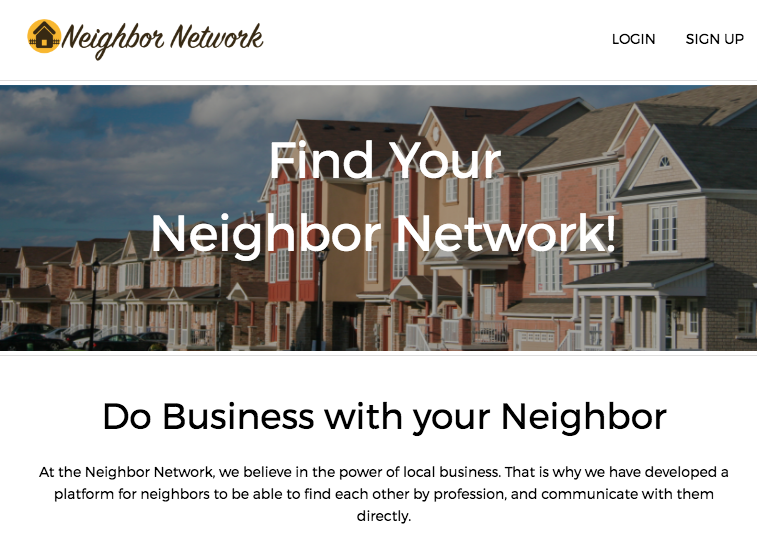 Neighbor Network
LOGIN
SIGN UP
Find Your
Neighbor Network!
Do Business with your Neighbor
At the Neighbor Network, we believe in the power of local business. That is why we have developed a
platform for neighbors to be able to find each other by profession, and communicate with them
directly.